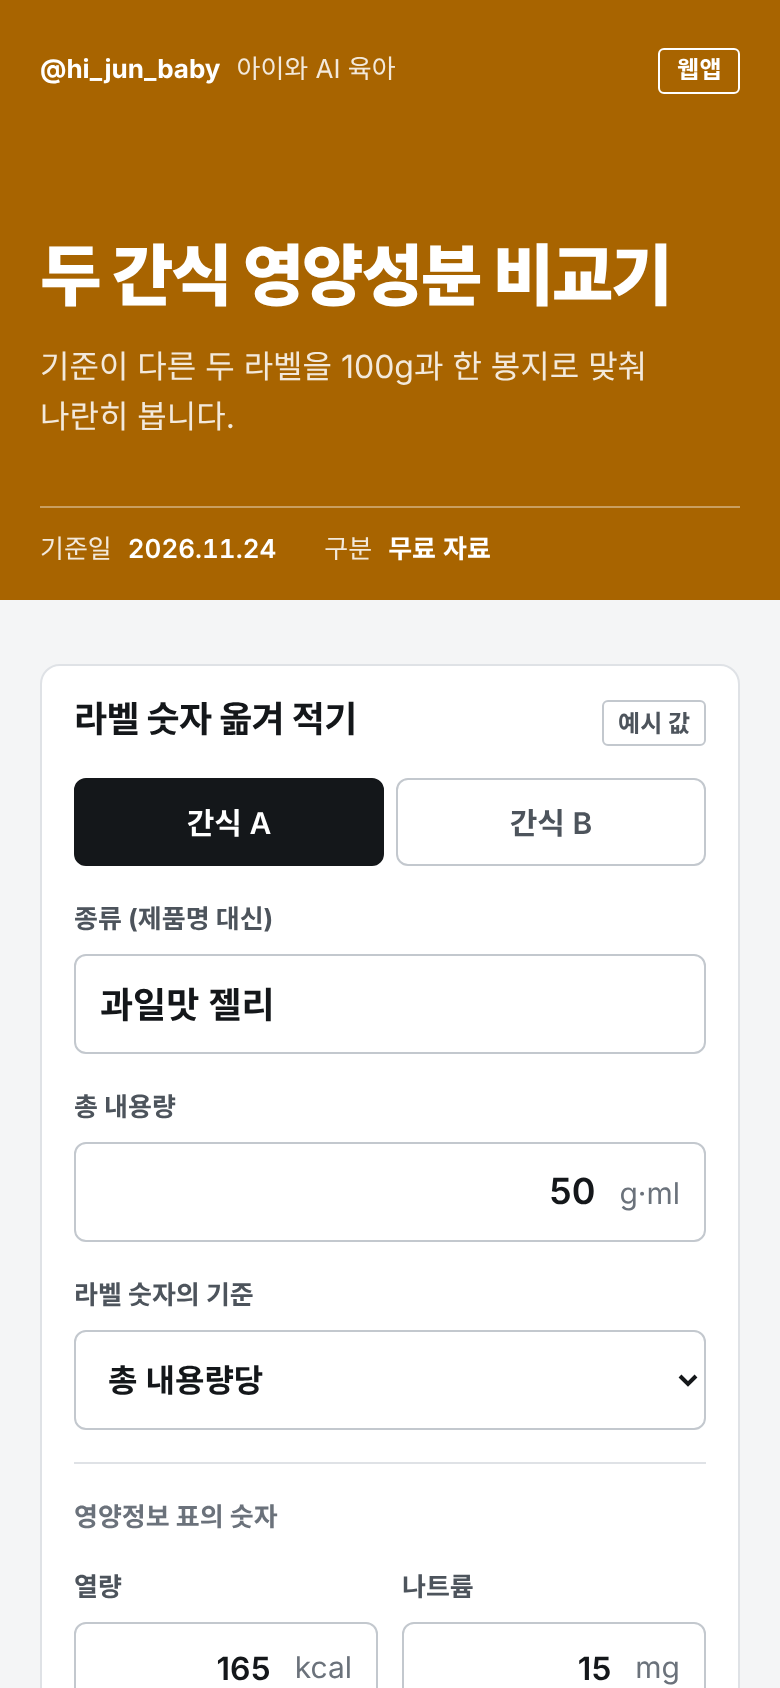 @hi_jun_baby 아이와 AI 육아
웹앱
두 간식 영양성분 비교기
기준이 다른 두 라벨을 100g과 한 봉지로 맞춰
나란히 봅니다.
기준일 2026.11.24 구분 무료 자료
라벨 숫자 옮겨 적기
예시 값
간식 A
간식 B
종류 (제품명 대신)
과일맛 젤리
총 내용량
50 g·ml
라벨 숫자의 기준
총 내용량당
영양정보 표의 숫자
열량 나트륨
165 kcal 15 mg